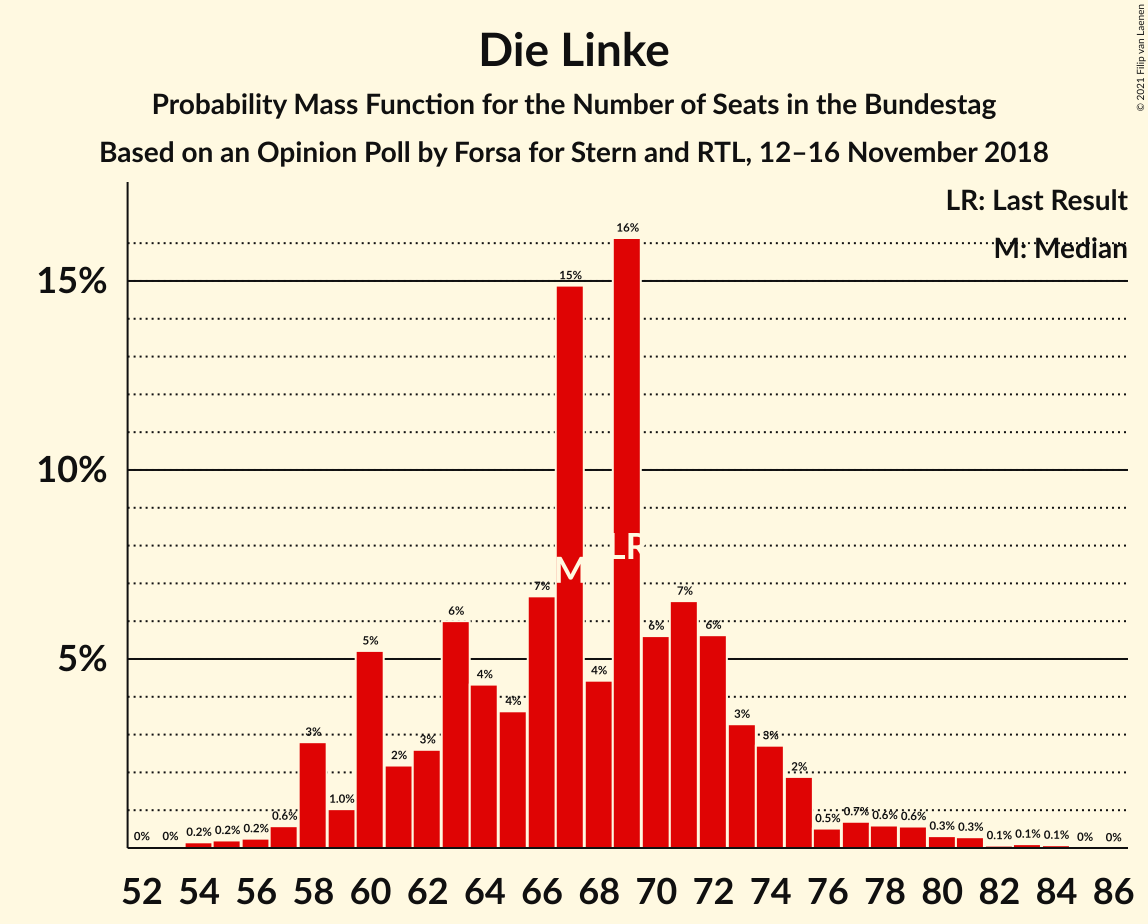 Die Linke
Probability Mass Function for the Number of Seats in the Bundestag
Based on an Opinion Poll by Forsa for Stern and RTL, 12–16 November 2018
© 2021 Filip van Laenen
LR: Last Result
M: Median
15%
10%
5%
0% 0% 0.2% 0.2% 0.2% 0.6% 3% 1.0% 5% 2% 3% 6% 4% 4% 7% 15% 4% 16% 6% 7% 6% 3% 3% 2% 0.5% 0.7% 0.6% 0.6% 0.3% 0.3% 0.1% 0.1% 0.1% 0% 0%
M LR
52 54 56 58 60 62 64 66 68 70 72 74 76 78 80 82 84 86